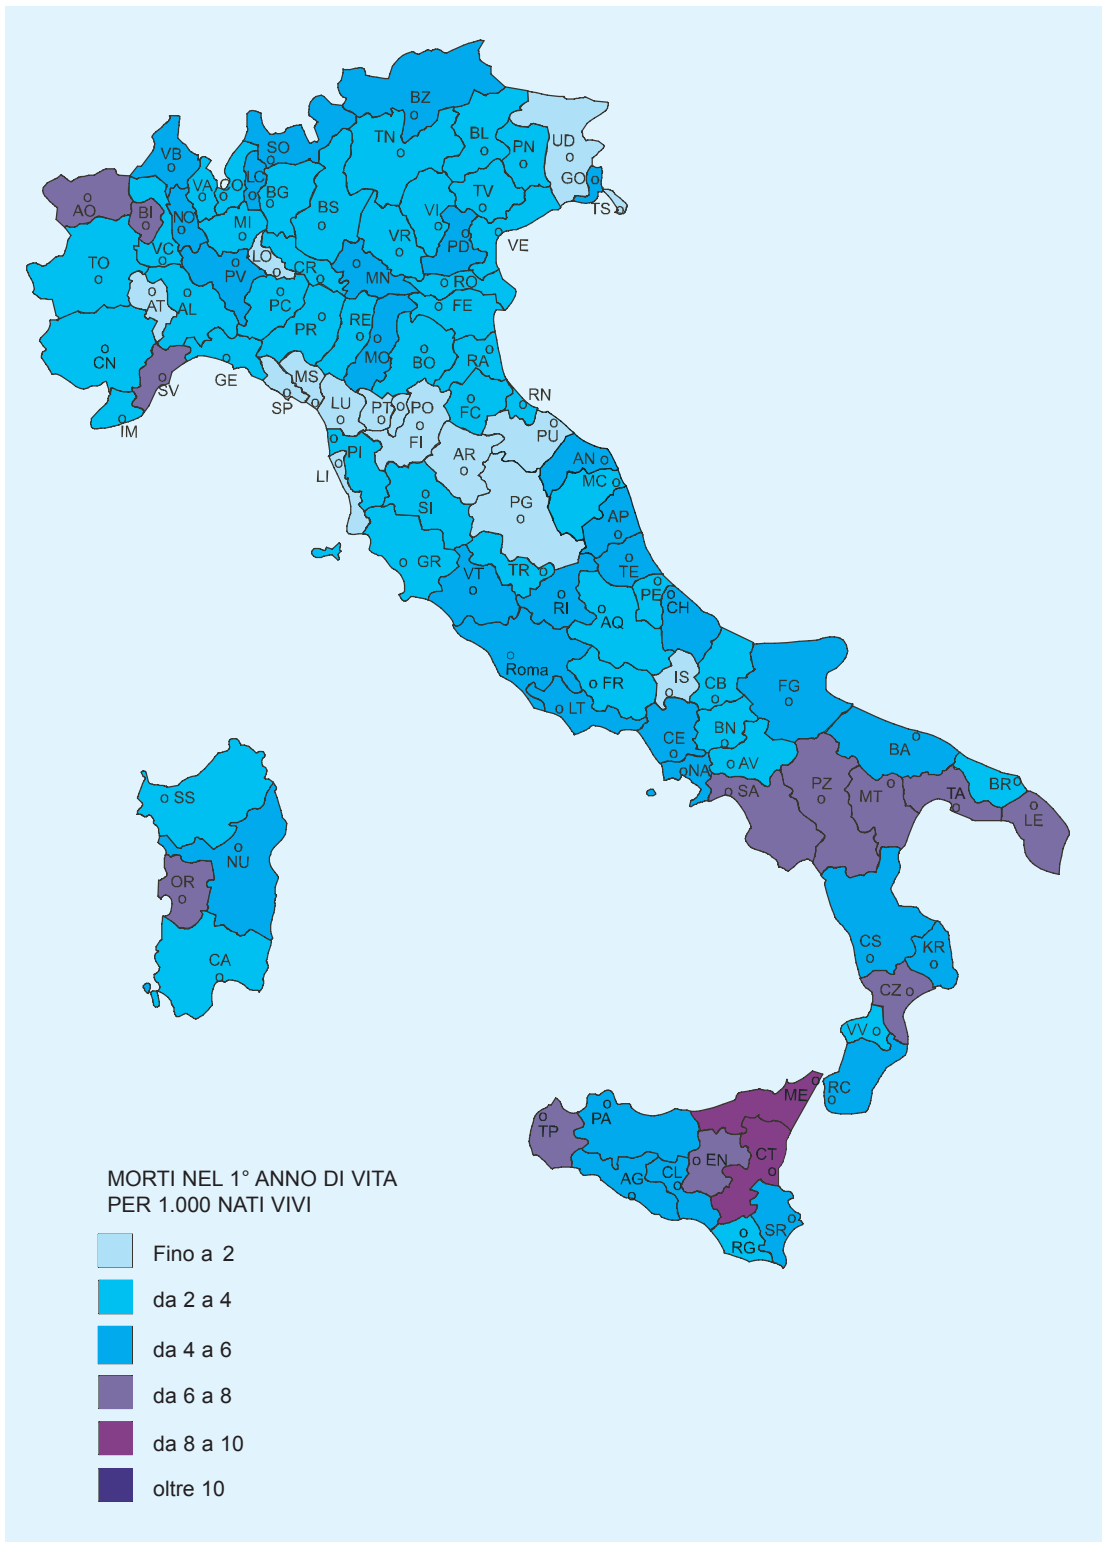 BZ
TN
BL
PN
UD
GO
TS
SO
VB
VA
CO
LC
BG
BS
TV
VI
AO
BI
NO
MI
VR
PD
VE
VC
LO
TO
PV
CR
MN
RO
AT
AL
PC
PR
RE
FE
MO
BO
RA
CN
SV
GE
MS
SP
LU
PT
PO
FC
RN
IM
FI
PU
PI
LI
AR
AN
MC
PG
SI
AP
GR
VT
TR
TE
RI
PE
CH
AQ
Roma
FR
IS
CB
FG
LT
CE
BN
BA
NA
AV
SA
PZ
MT
TA
BR
LE
SS
NU
OR
CA
CS
KR
CZ
VV
RC
ME
TP
PA
EN
CT
AG
CL
SR
RG
MORTI NEL 1° ANNO DI VITA
PER 1.000 NATI VIVI
Fino a 2
da 2 a 4
da 4 a 6
da 6 a 8
da 8 a 10
oltre 10